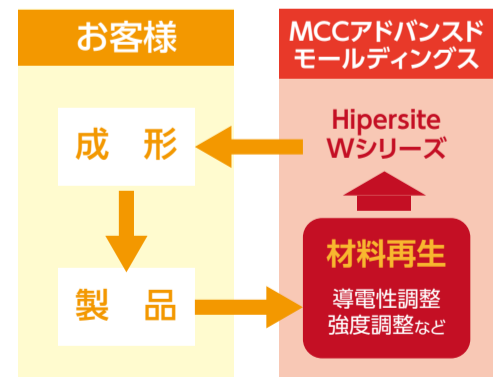 お客様
成 形
製 品
MCCアドバンスド
モールディングス
Hipersite
Wシリーズ
材料再生
導電性調整
強度調整など